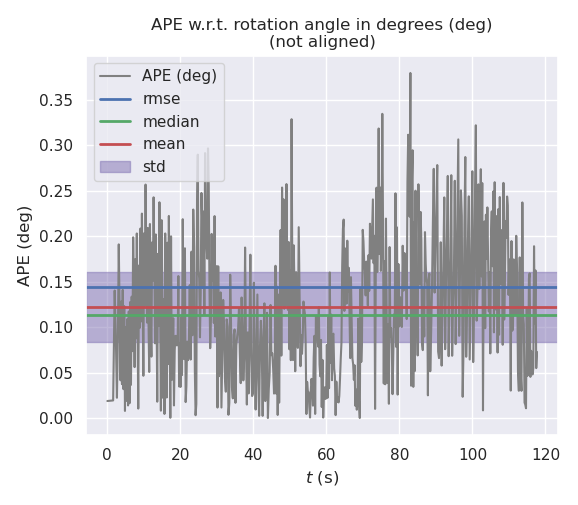 APE w.r.t. rotation angle in degrees (deg)
(not aligned)
APE (deg)
rmse
median
mean
std
APE (deg)
0.35
0.30
0.25
0.20
0.15
0.10
0.05
0.00
0 20 40 60 80 100 120
t (s)